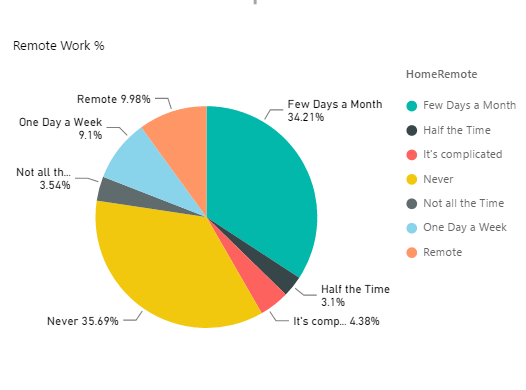 Remote Work %
HomeRemote
Few Days a Month
Half the Time
It's complicated
Never
Not all the Time
One Day a Week
Remote
Remote 9.98%
Few Days a Month
34.21%
One Day a Week
9.1%
Not all th...
3.54%
Half the Time
3.1%
Never 35.69%
It's comp... 4.38%